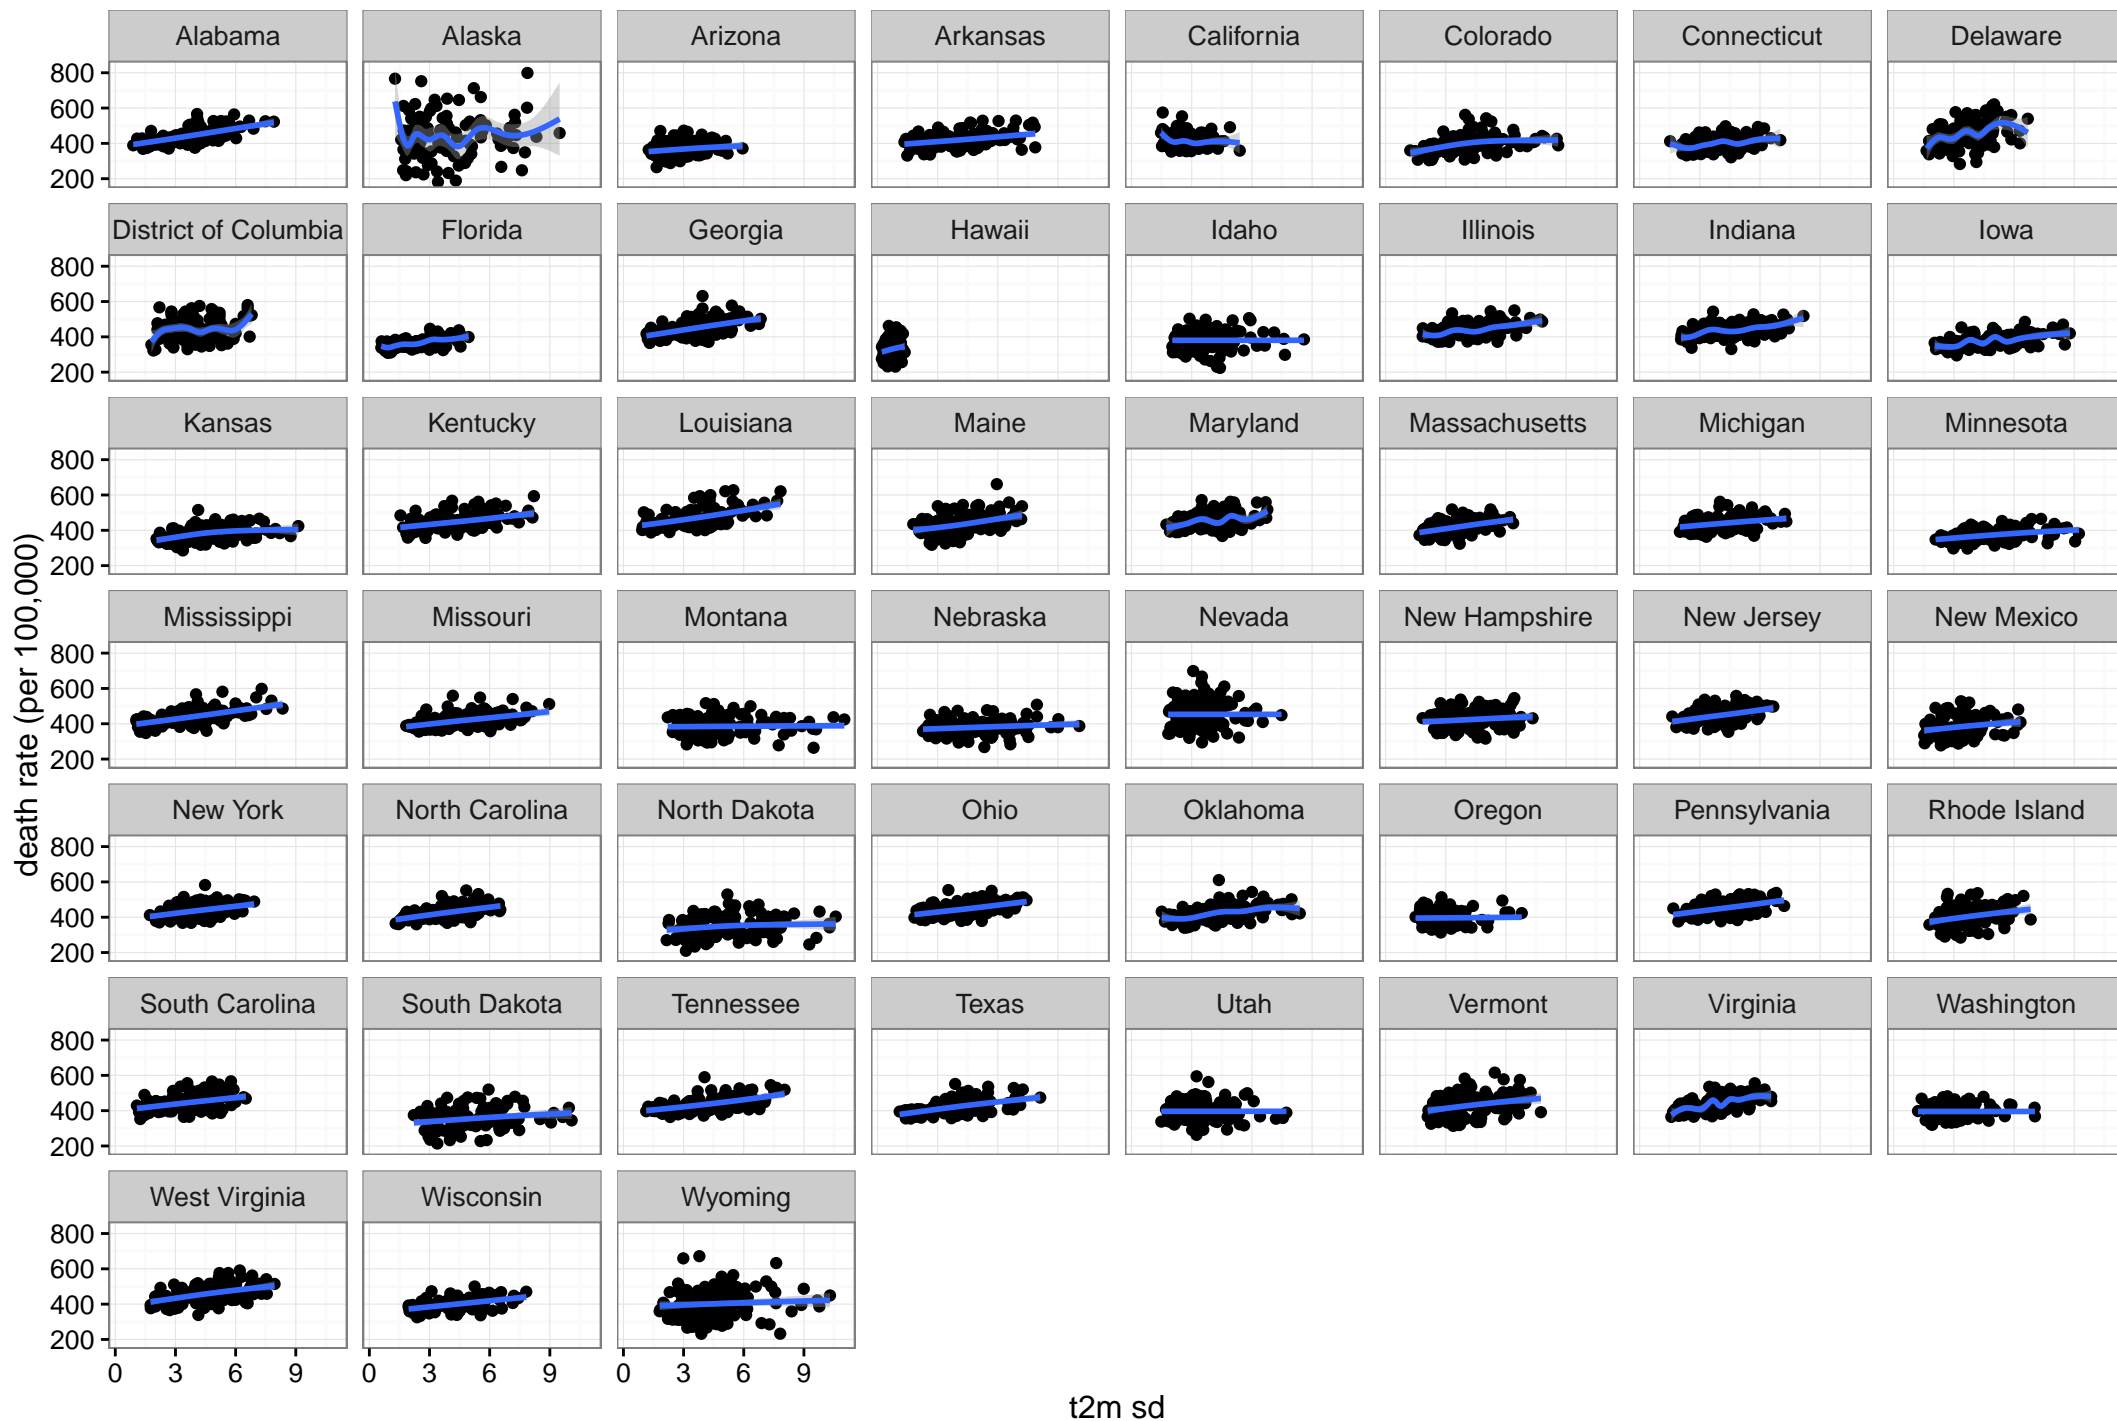 Alabama Alaska Arizona Arkansas California Colorado Connecticut Delaware
800
600
400
200
District of Columbia Florida Georgia Hawaii Idaho Illinois Indiana Iowa
800
600
400
200
Kansas Kentucky Louisiana Maine Maryland Massachusetts Michigan Minnesota
800
600
400
200
death rate (per 100,000)
Mississippi Missouri Montana Nebraska Nevada New Hampshire New Jersey New Mexico
800
600
400
200
New York North Carolina North Dakota Ohio Oklahoma Oregon Pennsylvania Rhode Island
800
600
400
200
South Carolina South Dakota Tennessee Texas Utah Vermont Virginia Washington
800
600
400
200
West Virginia Wisconsin Wyoming
800
600
400
200
0 3 6 9 0 3 6 9 0 3 6 9
t2m sd